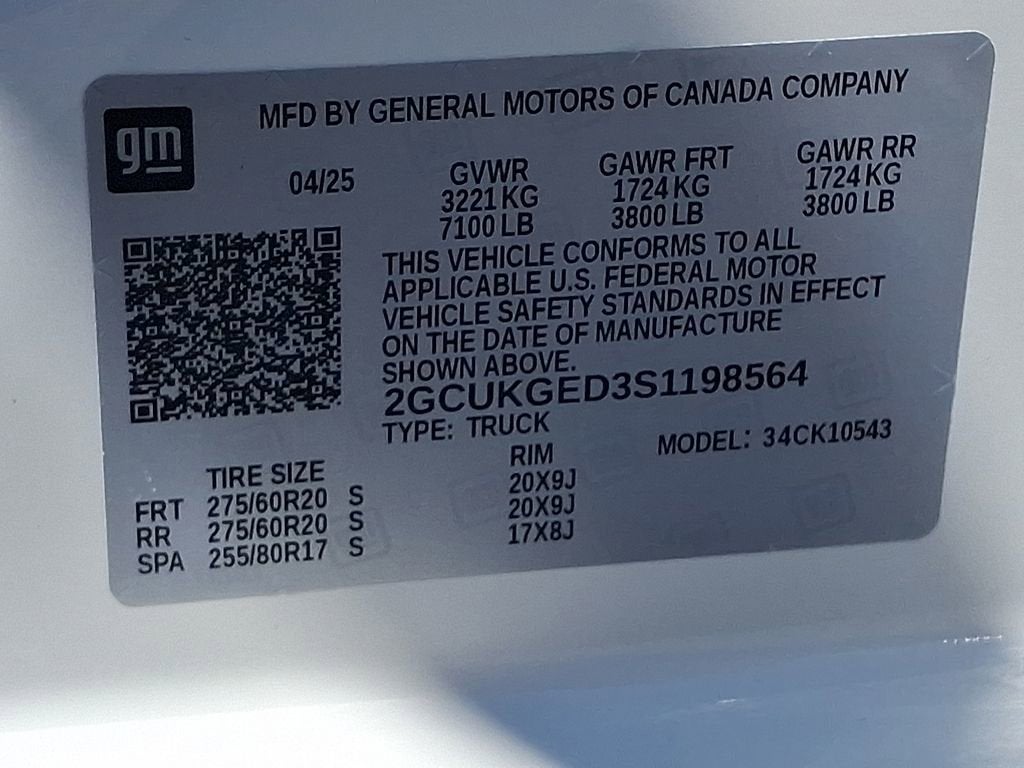 gm
MFD BY GENERAL MOTORS OF CANADA COMPANY
04/25
GVWR
3221 KG
7100 LB
GAWR FRT
1724 KG
3800 LB
GAWR RR
1724 KG
3800 LB
THIS VEHICLE CONFORMS TO ALL
APPLICABLE U.S. FEDERAL MOTOR
VEHICLE SAFETY STANDARDS IN EFFECT
ON THE DATE OF MANUFACTURE
SHOWN ABOVE.
2GCUKGED3S1198564
TYPE: TRUCK
MODEL: 34CK10543
TIRE SIZE RIM
FRT 275/60R20 S 20X9J
RR 275/60R20 S 20X9J
SPA 255/80R17 S 17X8J